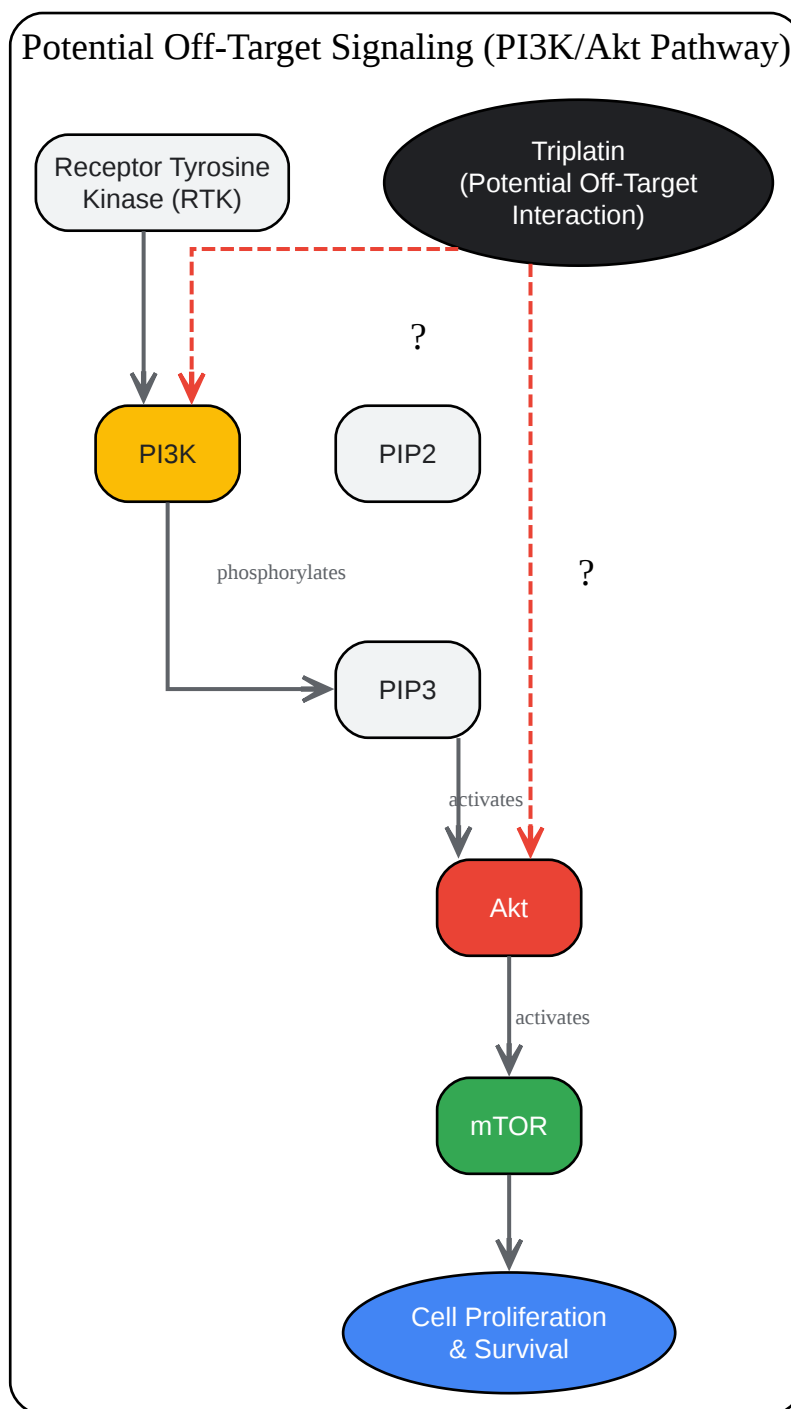 Potential Off-Target Signaling (PI3K/Akt Pathway)
Receptor Tyrosine
Kinase (RTK)
Triplatin
(Potential Off-Target
Interaction)
?
PI3K
PIP2
phosphorylates
?
PIP3
activates
Akt
activates
mTOR
Cell Proliferation
& Survival